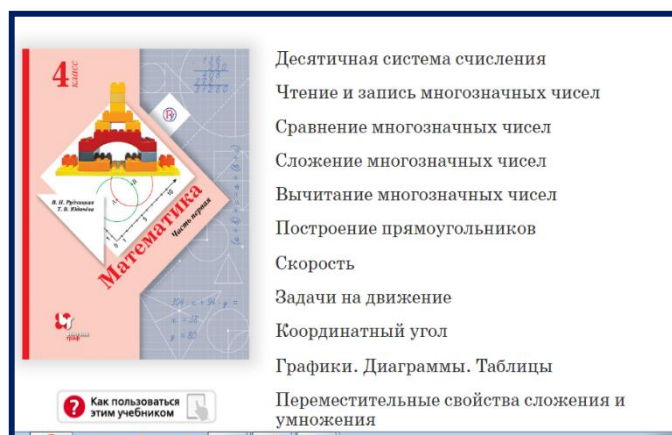 4
класс
В. Н. Рудницкая
Т. В. Юдачёва
Математика
Часть первая
Как пользоваться
этим учебником
Десятичная система счисления
Чтение и запись многозначных чисел
Сравнение многозначных чисел
Сложение многозначных чисел
Вычитание многозначных чисел
Построение прямоугольников
Скорость
Задачи на движение
Координатный угол
Графики. Диаграммы. Таблицы
Переместительные свойства сложения и
умножения